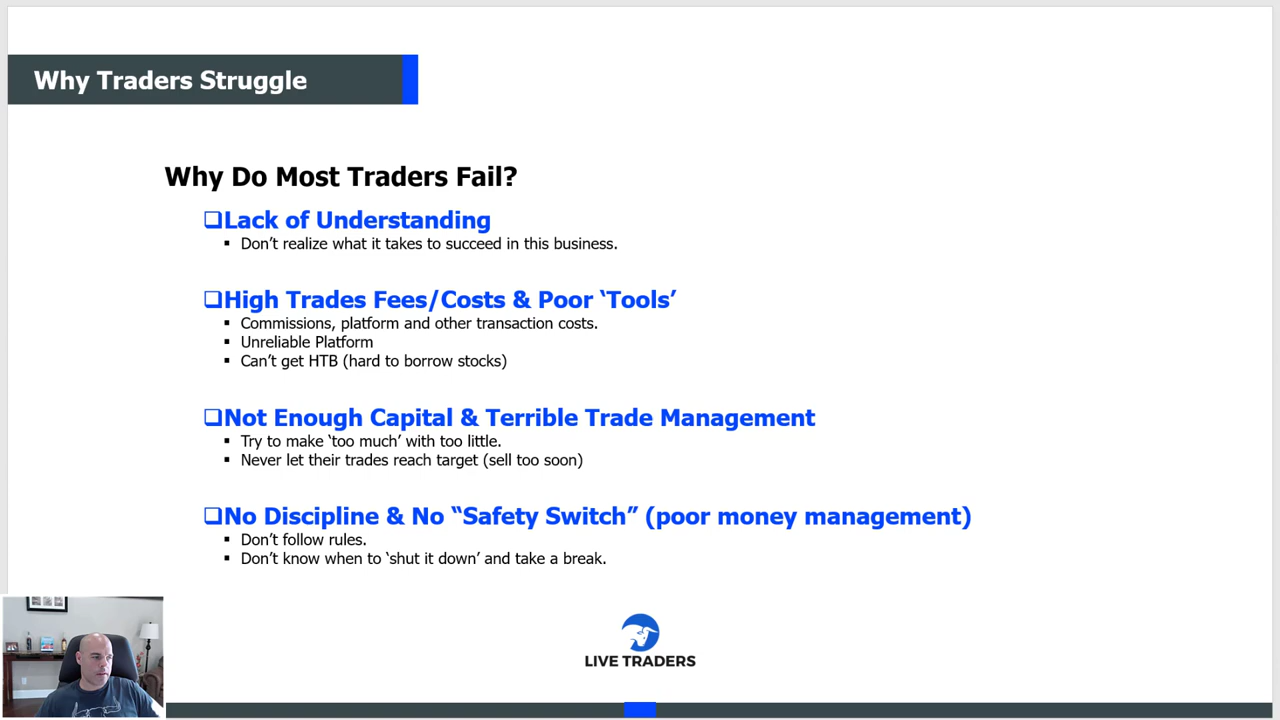 Why Traders Struggle
Why Do Most Traders Fail?
❑Lack of Understanding
▪ Don’t realize what it takes to succeed in this business.
❑High Trades Fees/Costs & Poor ‘Tools’
▪ Commissions, platform and other transaction costs.
▪ Unreliable Platform
▪ Can’t get HTB (hard to borrow stocks)
❑Not Enough Capital & Terrible Trade Management
▪ Try to make ‘too much’ with too little.
▪ Never let their trades reach target (sell too soon)
❑No Discipline & No “Safety Switch” (poor money management)
▪ Don’t follow rules.
▪ Don’t know when to ‘shut it down’ and take a break.
LIVE TRADERS